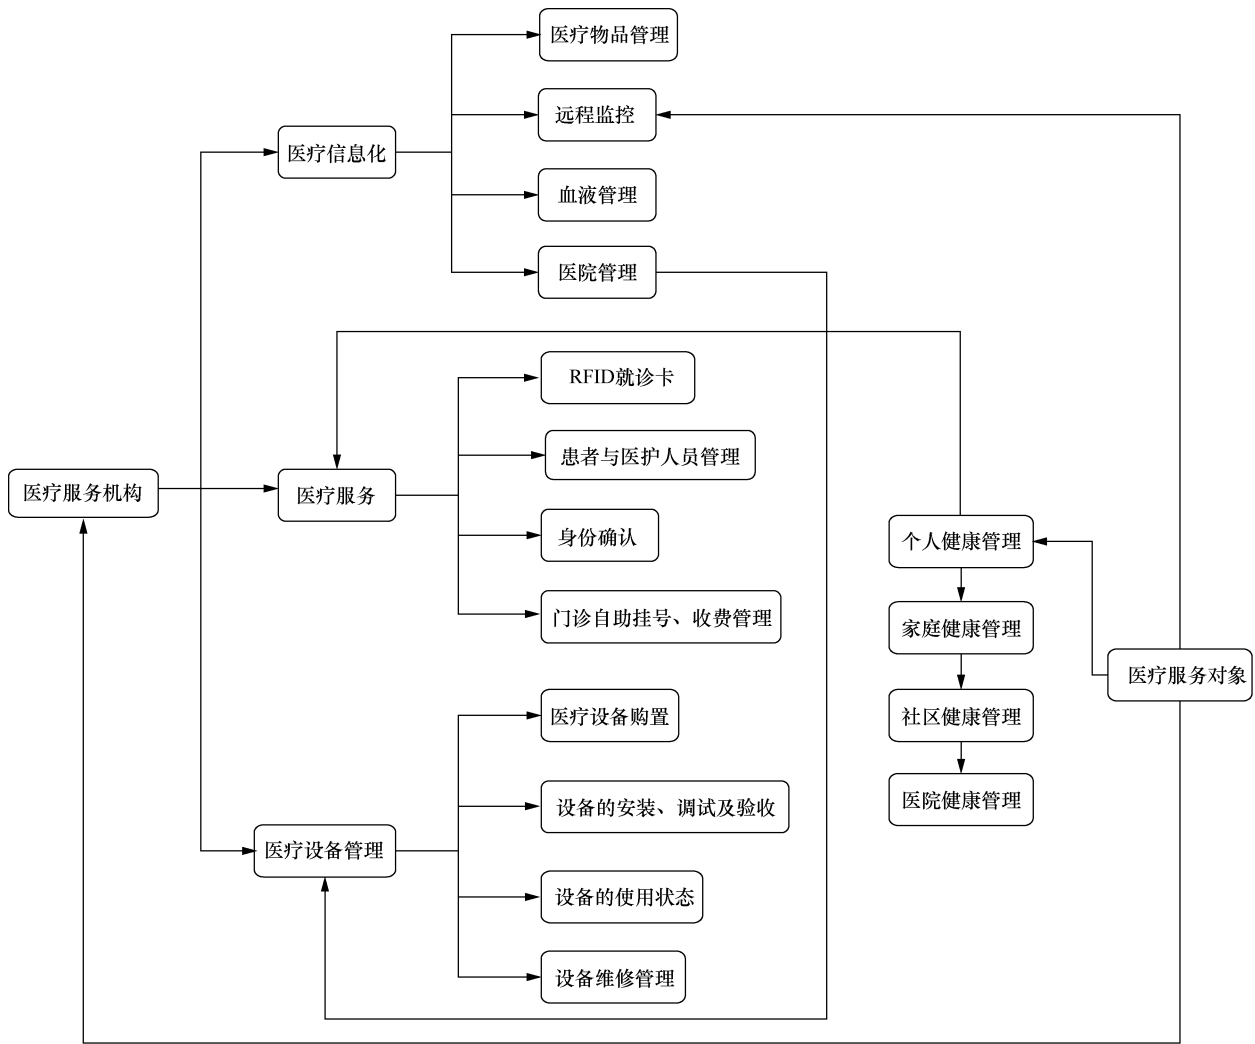 医疗物品管理
远程监控
医疗信息化
血液管理
医院管理
RFID就诊卡
患者与医护人员管理
医疗服务机构
医疗服务
身份确认
个人健康管理
门诊自助挂号、收费管理
家庭健康管理
医疗服务对象
医疗设备购置
社区健康管理
设备的安装、调试及验收
医院健康管理
医疗设备管理
设备的使用状态
设备维修管理